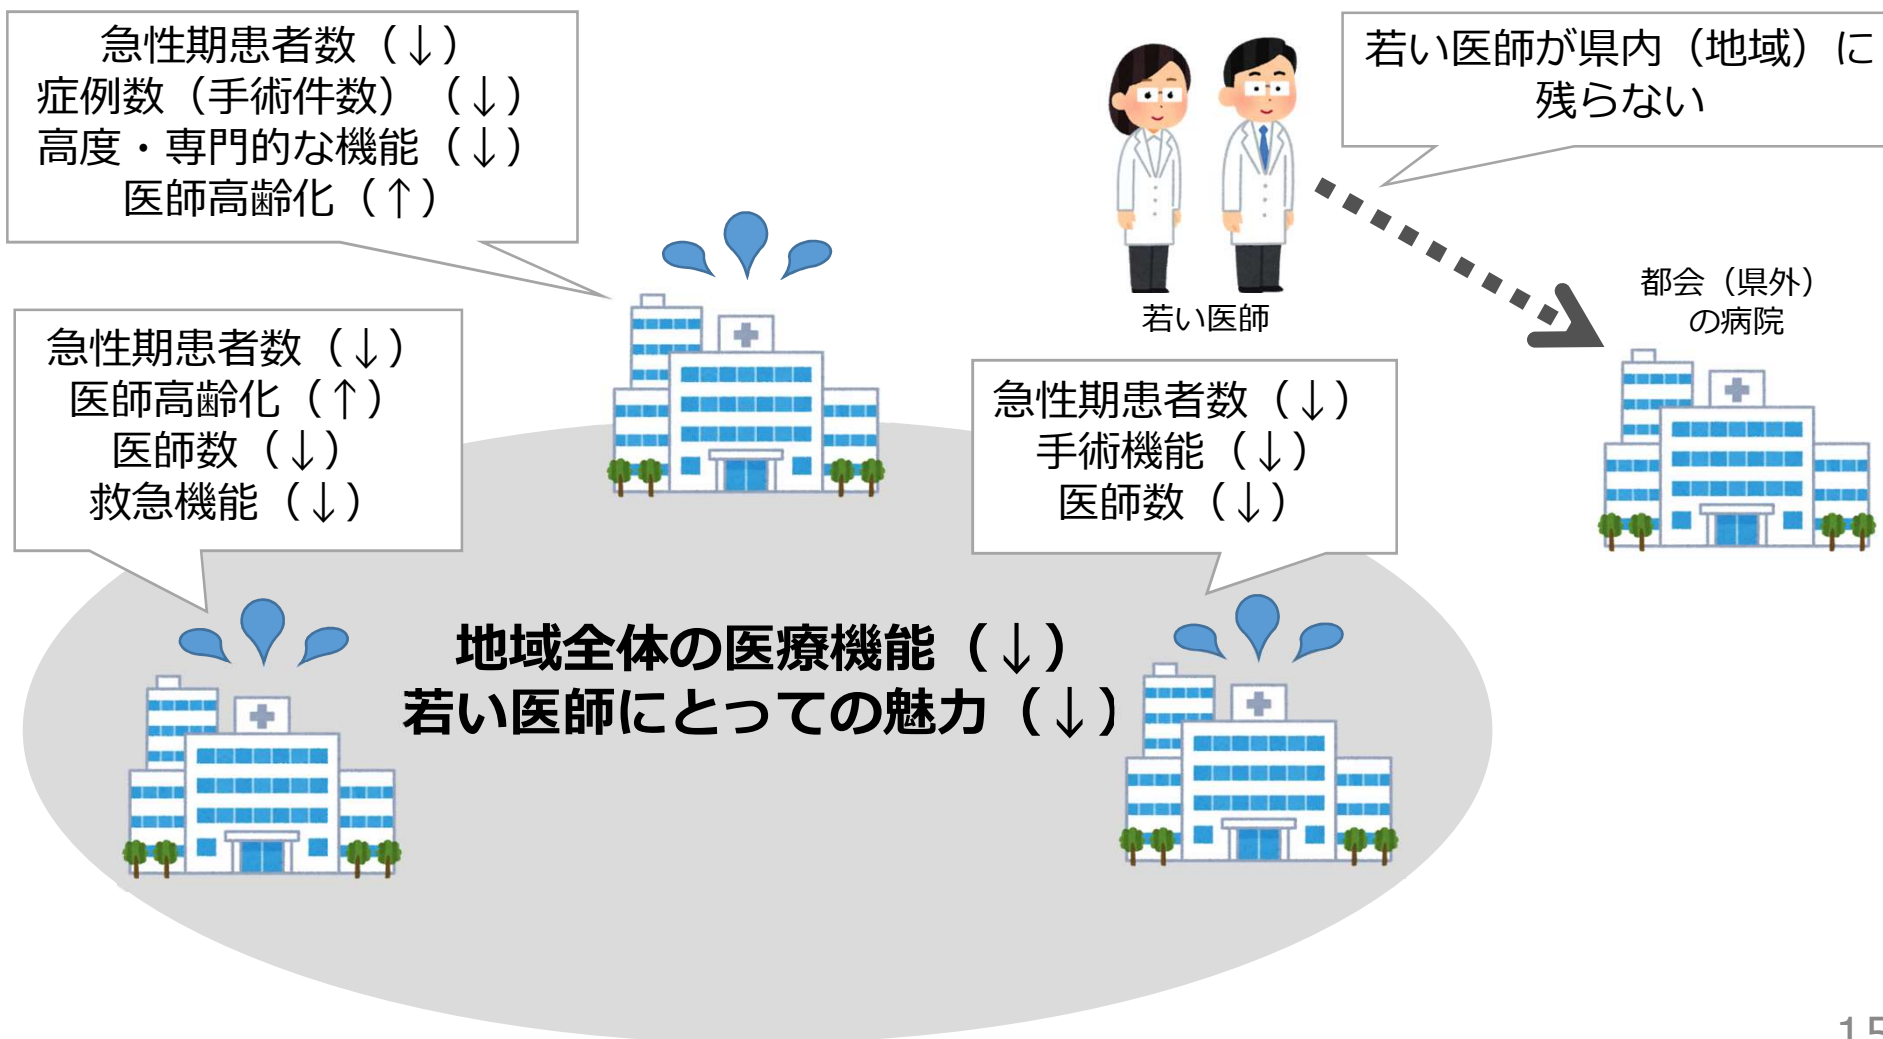 急性期患者数（↓）
症例数（手術件数）（↓）
高度・専門的な機能（↓）
医師高齢化（↑）
若い医師が県内（地域）に
残らない
若い医師
都会（県外）
の病院
急性期患者数（↓）
医師高齢化（↑）
医師数（↓）
救急機能（↓）
急性期患者数（↓）
手術機能（↓）
医師数（↓）
地域全体の医療機能（↓）
若い医師にとっての魅力（↓）
15